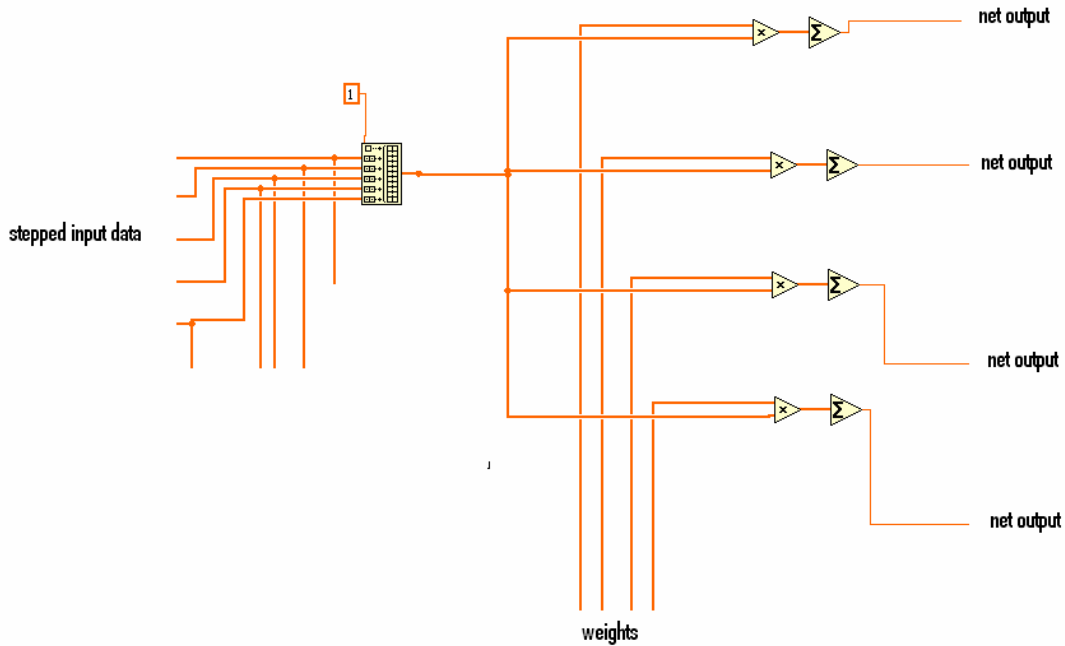 net output
1
×
Σ
net output
×
Σ
stepped input data
×
Σ
net output
×
Σ
net output
weights